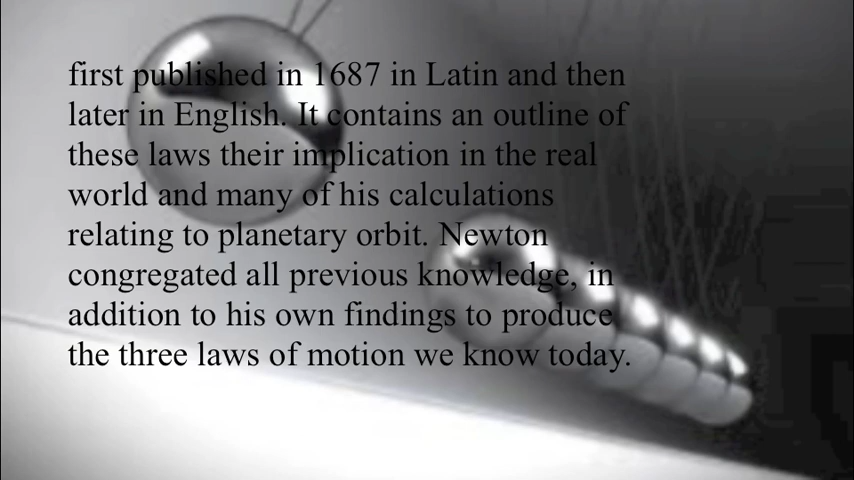 first published in 1687 in Latin and then
later in English. It contains an outline of
these laws their implication in the real
world and many of his calculations
relating to planetary orbit. Newton
congregated all previous knowledge, in
addition to his own findings to produce
the three laws of motion we know today.